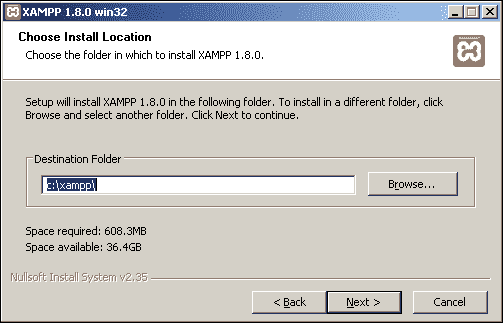 XAMPP 1.8.0 win32
Choose Install Location
Choose the folder in which to install XAMPP 1.8.0.
Setup will install XAMPP 1.8.0 in the following folder. To install in a different folder, click
Browse and select another folder. Click Next to continue.
Destination Folder
c:\xampp\
Browse...
Space required: 608.3MB
Space available: 36.4GB
Nullsoft Install System v2.35
< Back
Next >
Cancel